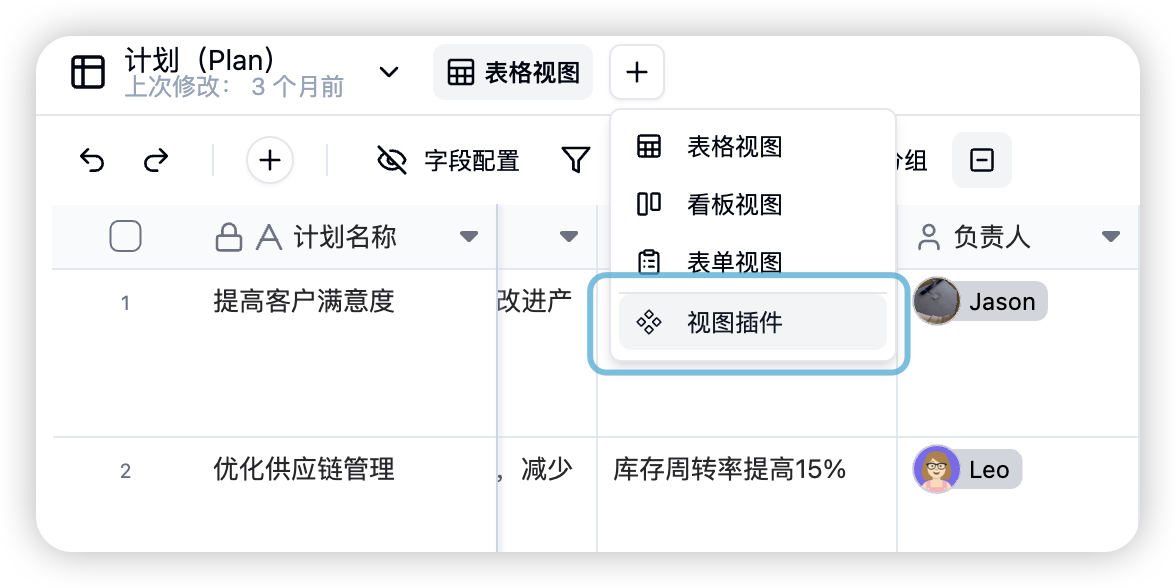 计划（Plan）
上次修改： 3 个月前
表格视图
字段配置
组
表格视图
看板视图
表单视图
视图插件
计划名称
负责人
1
提高客户满意度
改进产
Jason
2
优化供应链管理
，减少
库存周转率提高15%
Leo